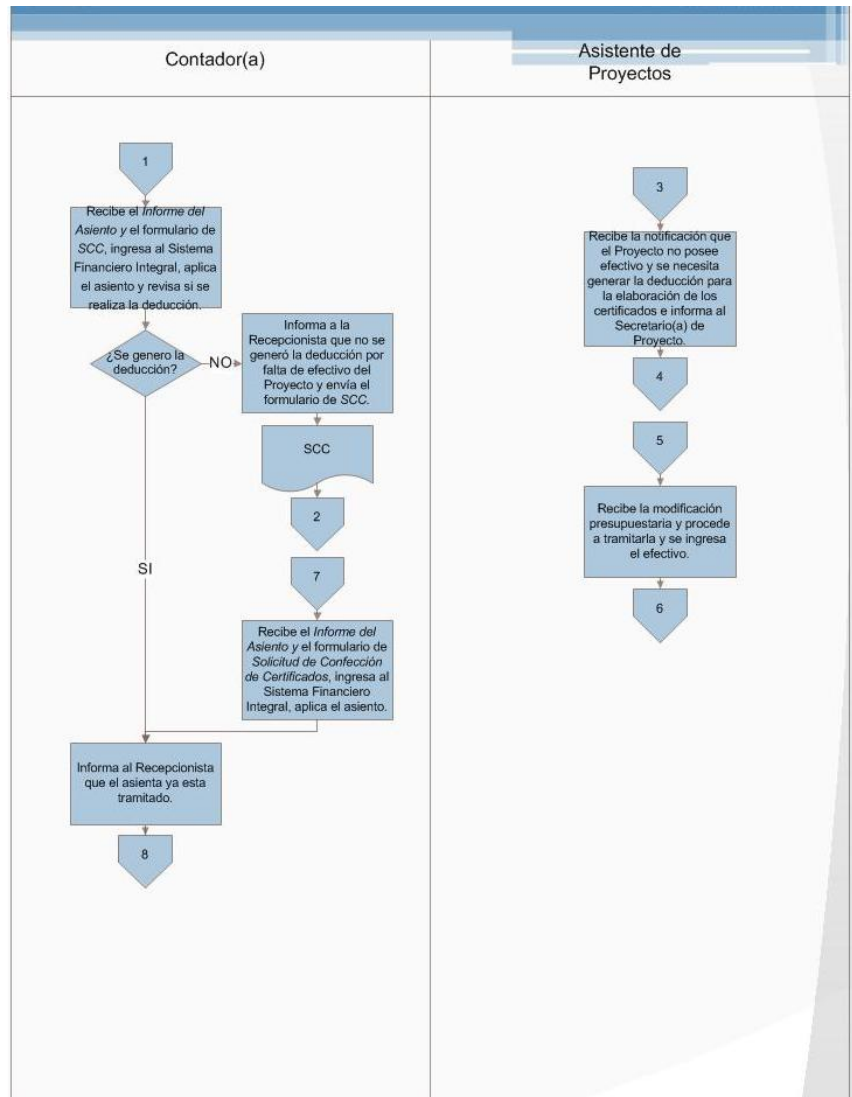 Contador(a)
Asistente de
Proyectos
1
Recibe el Informe del
Asiento y el formulario de
SCC, ingresa al Sistema
Financiero Integral, aplica
el asiento y revisa si se
realiza la deducción.
¿Se genero la
deducción?
NO
Informa a la
Recepcionista que no se
generó la deducción por
falta de efectivo del
Proyecto y envía el
formulario de SCC.
SCC
2
7
SI
Recibe el Informe del
Asiento y el formulario de
Solicitud de Confección
de Certificados, ingresa al
Sistema Financiero
Integral, aplica el asiento.
Informa al Recepcionista
que el asienta ya esta
tramitado.
8
3
Recibe la notificación que
el Proyecto no posee
efectivo y se necesita
generar la deducción para
la elaboración de los
certificados e informa al
Secretario(a) de
Proyecto.
4
5
Recibe la modificación
presupuestaria y procede
a tramitarla y se ingresa
el efectivo.
6